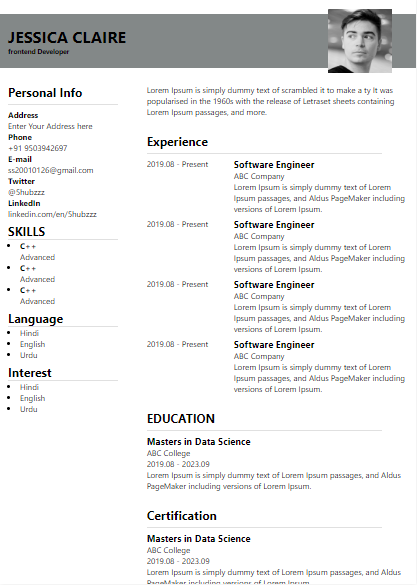 JESSICA CLAIRE
frontend Developer
Personal Info
Address
Enter Your Address here
Phone
+91 9503942697
E-mail
ss20010126@gmail.com
Twitter
@Shubzzz
LinkedIn
linkedin.com/en/Shubzzz
SKILLS
C++
Advanced
C++
Advanced
C++
Advanced
Language
Hindi
English
Urdu
Interest
Hindi
English
Urdu
Lorem Ipsum is simply dummy text of scrambled it to make a ty It was
popularised in the 1960s with the release of Letraset sheets containing
Lorem Ipsum passages, and more.
Experience
2019.08 - Present
Software Engineer
ABC Company
Lorem Ipsum is simply dummy text of Lorem
Ipsum passages, and Aldus PageMaker including
versions of Lorem Ipsum.
2019.08 - Present
Software Engineer
ABC Company
Lorem Ipsum is simply dummy text of Lorem
Ipsum passages, and Aldus PageMaker including
versions of Lorem Ipsum.
2019.08 - Present
Software Engineer
ABC Company
Lorem Ipsum is simply dummy text of Lorem
Ipsum passages, and Aldus PageMaker including
versions of Lorem Ipsum.
2019.08 - Present
Software Engineer
ABC Company
Lorem Ipsum is simply dummy text of Lorem
Ipsum passages, and Aldus PageMaker including
versions of Lorem Ipsum.
EDUCATION
Masters in Data Science
ABC College
2019.08 - 2023.09
Lorem Ipsum is simply dummy text of Lorem Ipsum passages, and Aldus
PageMaker including versions of Lorem Ipsum.
Certification
Masters in Data Science
ABC College
2019.08 - 2023.09
Lorem Ipsum is simply dummy text of Lorem Ipsum passages, and Aldus
PageMaker including versions of Lorem Ipsum.